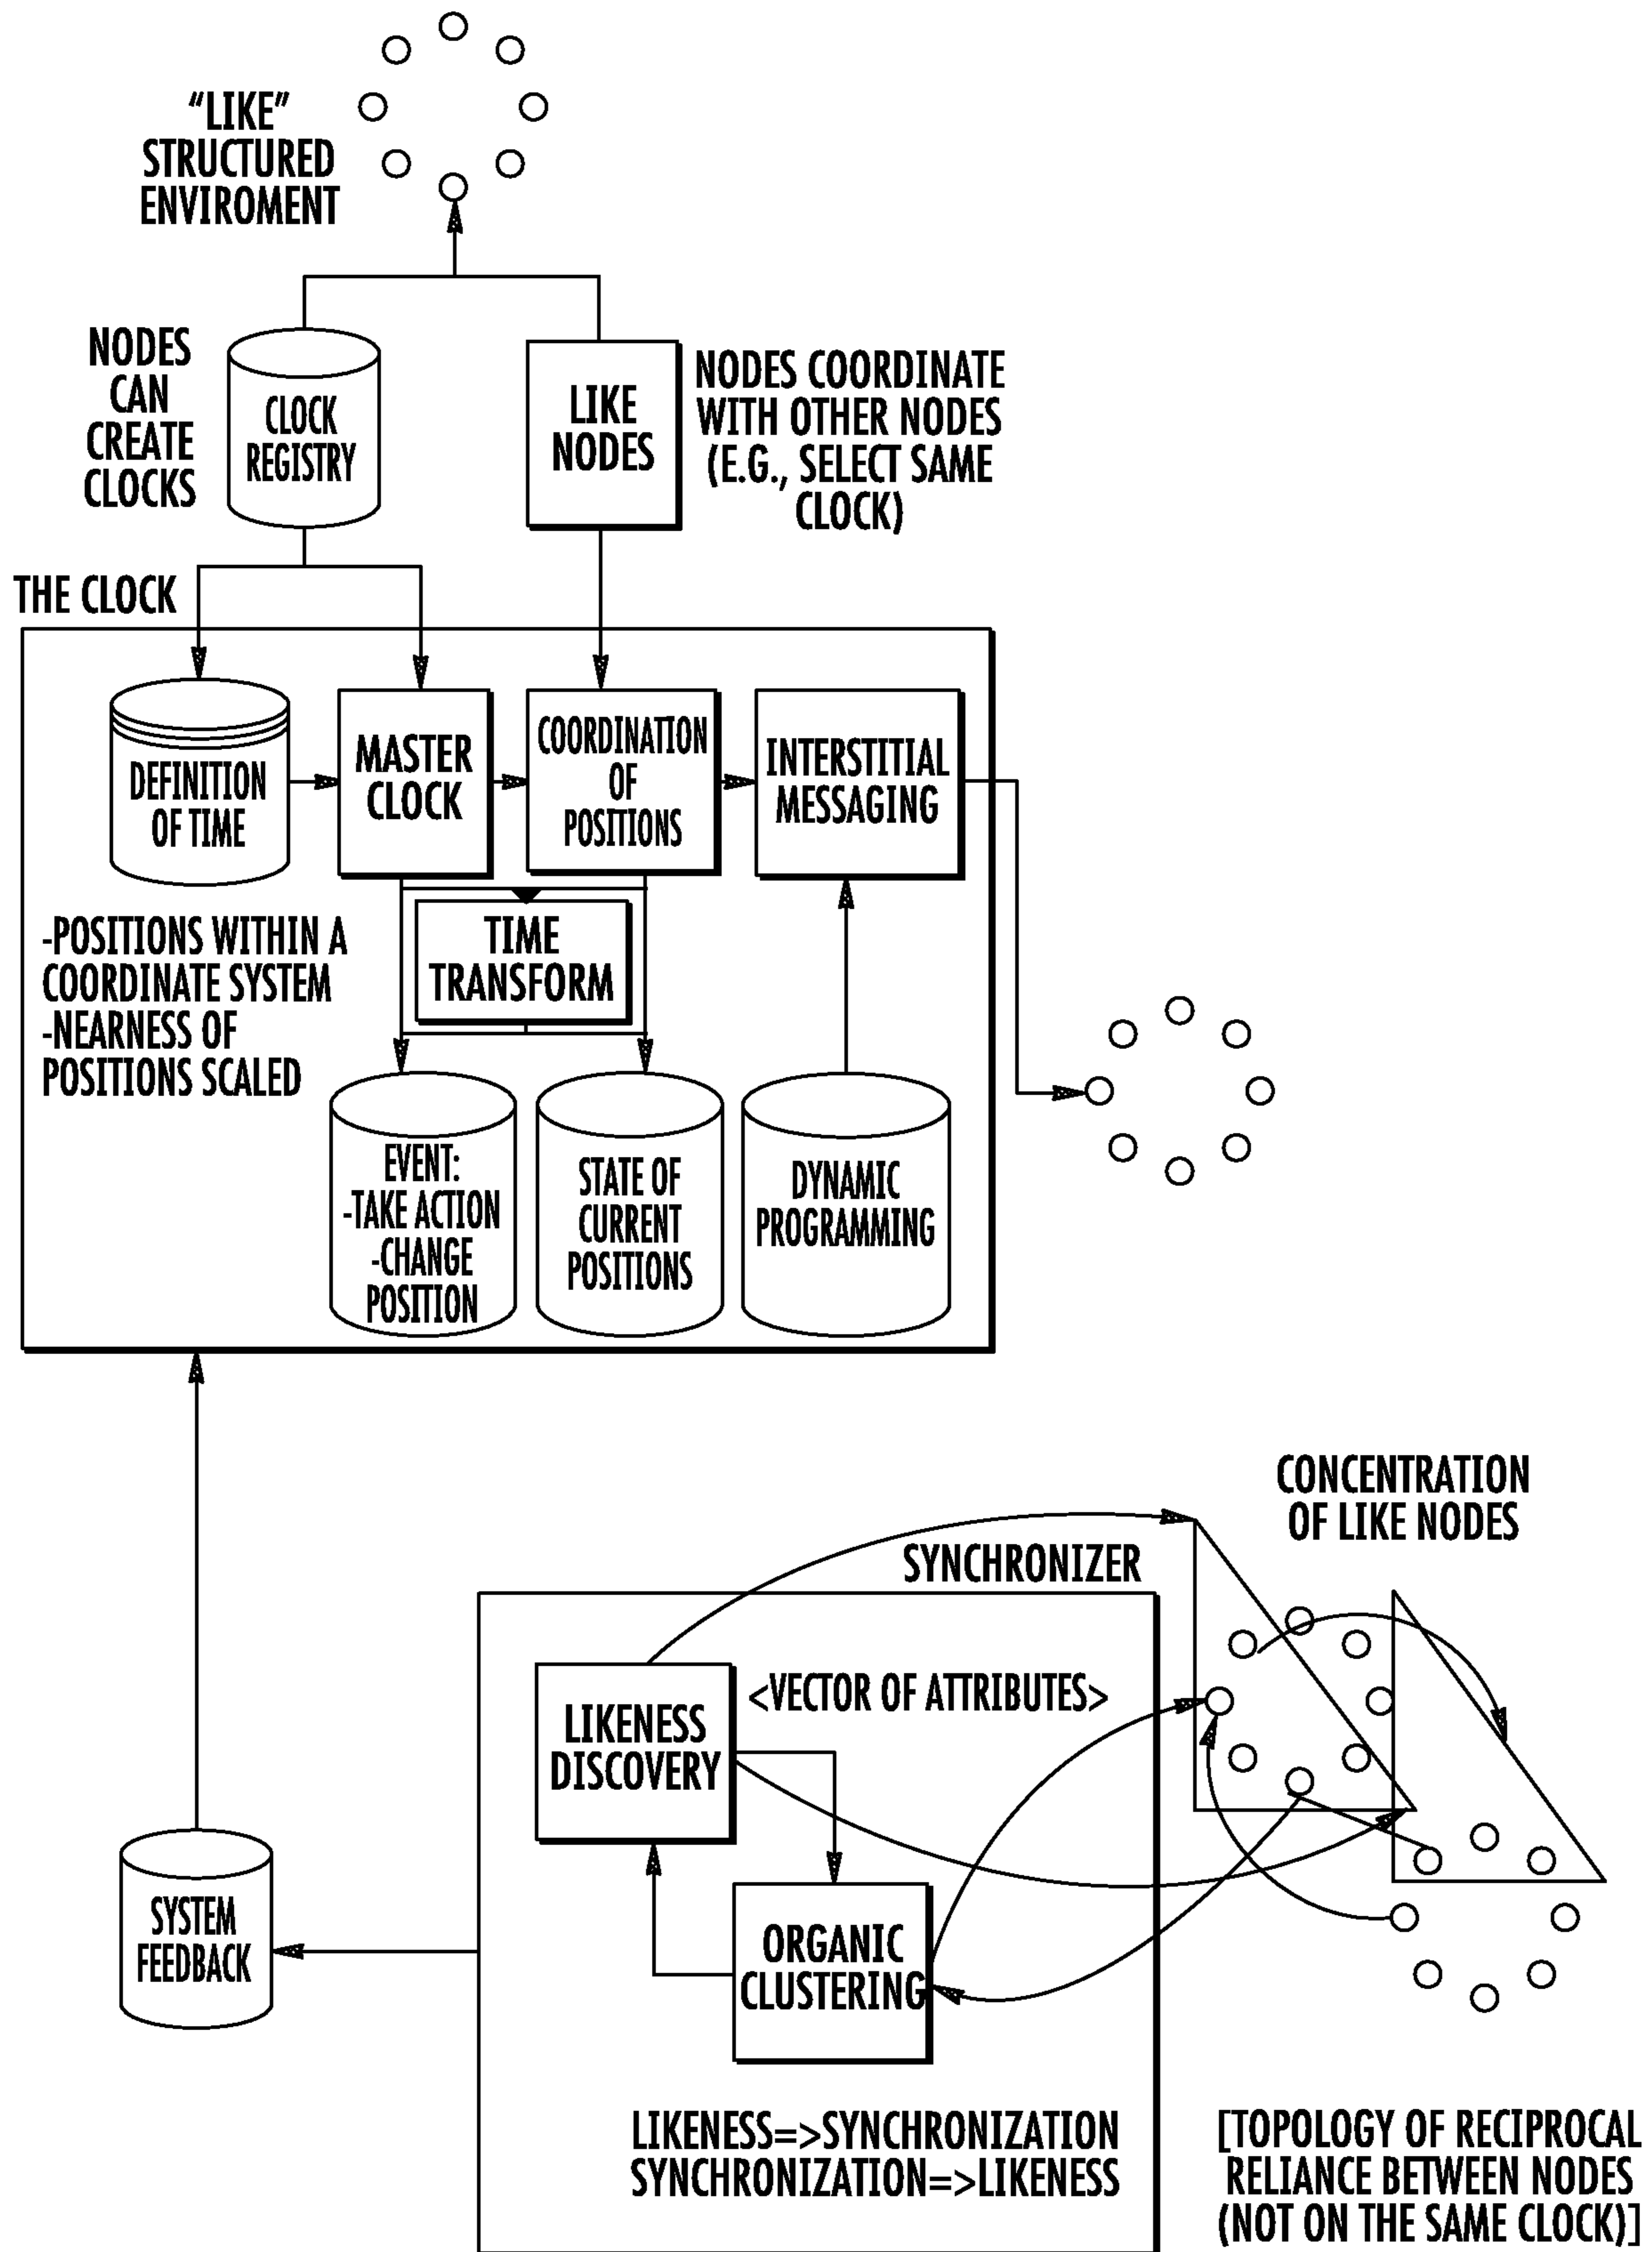 “LIKE”
STRUCTURED
ENVIROMENT
NODES
CAN
CREATE
CLOCKS
CLOCK
REGISTRY
LIKE
NODES
NODES COORDINATE
WITH OTHER NODES
(E.G., SELECT SAME
CLOCK)
THE CLOCK
DEFINITION
OF TIME
MASTER
CLOCK
COORDINATION
OF
POSITIONS
INTERSTITIAL
MESSAGING
-POSITIONS WITHIN A
COORDINATE SYSTEM
-NEARNESS OF
POSITIONS SCALED
TIME
TRANSFORM
EVENT:
-TAKE ACTION
-CHANGE
POSITION
STATE OF
CURRENT
POSITIONS
DYNAMIC
PROGRAMMING
CONCENTRATION
OF LIKE NODES
SYNCHRONIZER
LIKENESS
DISCOVERY
<VECTOR OF ATTRIBUTES>
SYSTEM
FEEDBACK
ORGANIC
CLUSTERING
LIKENESS=>SYNCHRONIZATION
SYNCHRONIZATION=>LIKENESS
[TOPOLOGY OF RECIPROCAL
RELIANCE BETWEEN NODES
(NOT ON THE SAME CLOCK)]